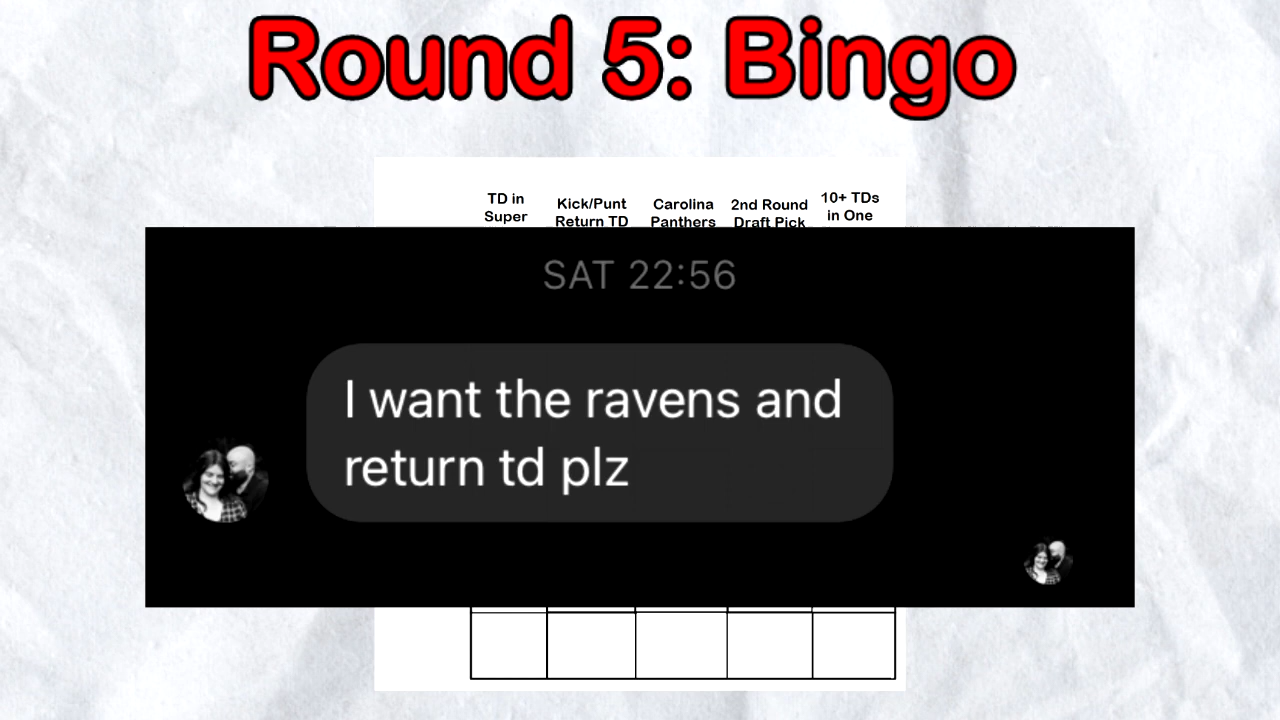 Round 5: Bingo
TD in
Super
Kick/Punt
Return TD
Carolina
Panthers
2nd Round
Draft Pick
10+ TDs
in One
SAT 22:56
I want the ravens and
return td plz